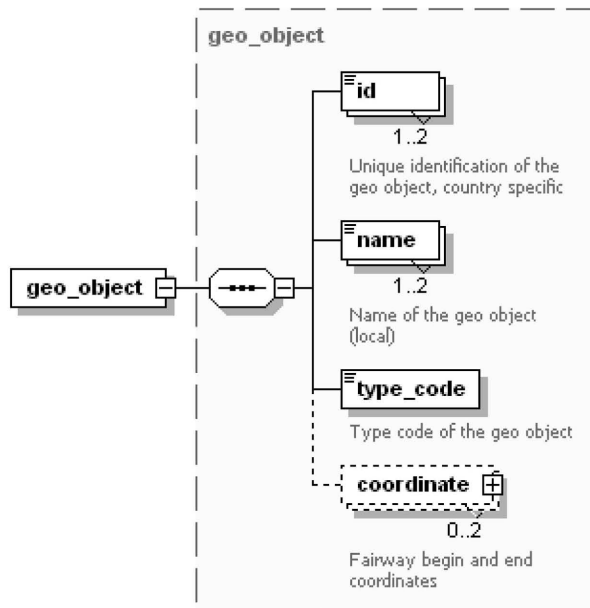 geo_object
id
1..2
Unique identification of the
geo object, country specific
name
1..2
Name of the geo object
(local)
geo_object
type_code
Type code of the geo object
coordinate
0..2
Fairway begin and end
coordinates